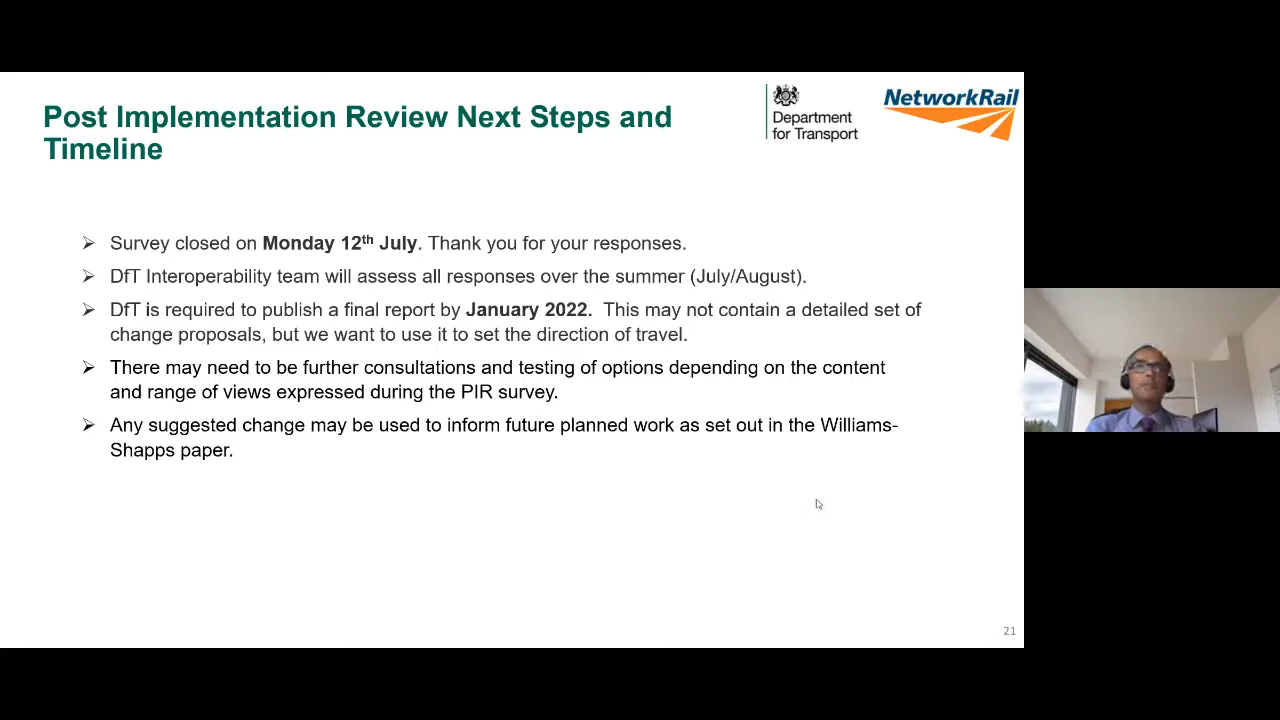 Post Implementation Review Next Steps and
Timeline
Department
for Transport
NetworkRail
➢ Survey closed on Monday 12th July. Thank you for your responses.
➢ DfT Interoperability team will assess all responses over the summer (July/August).
➢ DfT is required to publish a final report by January 2022. This may not contain a detailed set of
change proposals, but we want to use it to set the direction of travel.
➢ There may need to be further consultations and testing of options depending on the content
and range of views expressed during the PIR survey.
➢ Any suggested change may be used to inform future planned work as set out in the Williams-
Shapps paper.
21